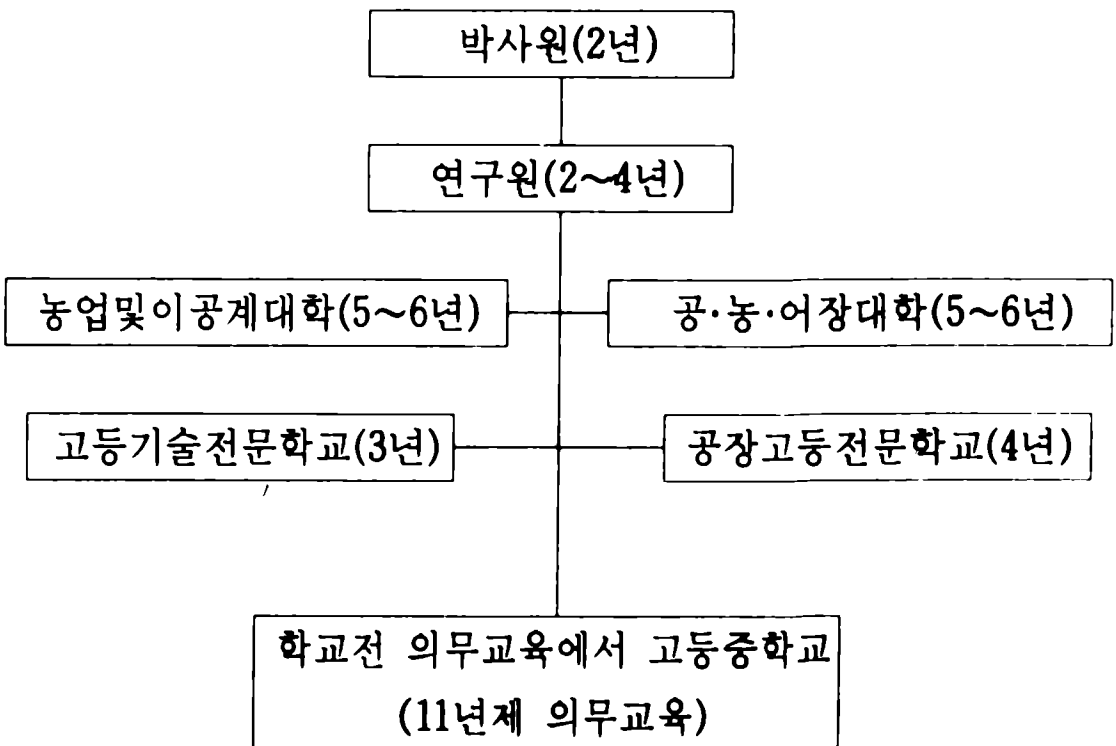 박사원(2년)
연구원(2~4년)
농업및이공계대학(5~6년)
공·농·어장대학(5~6년)
고등기술전문학교(3년)
공장고등전문학교(4년)
학교전 의무교육에서 고등중학교
(11년제 의무교육)